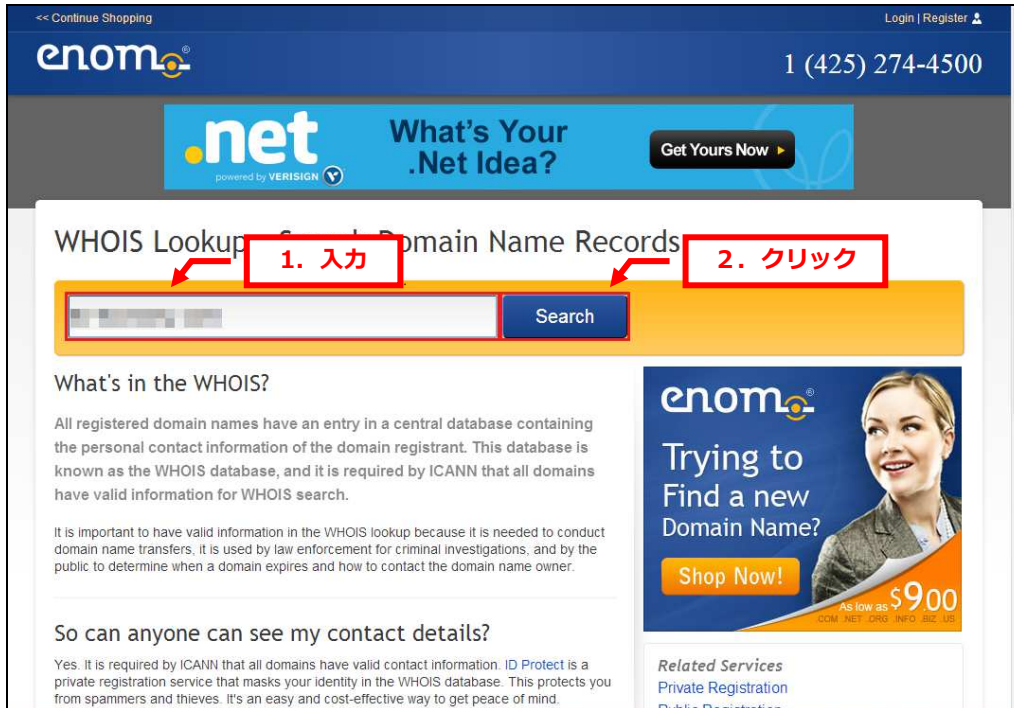 << Continue Shopping
Login | Register
enom®
1 (425) 274-4500
.net
powered by VERISIGN
What's Your
.Net Idea?
Get Yours Now
WHOIS Lookup Domain Name Records
1．入力
2．クリック
Search
What's in the WHOIS?
All registered domain names have an entry in a central database containing
the personal contact information of the domain registrant. This database is
known as the WHOIS database, and it is required by ICANN that all domains
have valid information for WHOIS search.
It is important to have valid information in the WHOIS lookup because it is needed to conduct
domain name transfers, it is used by law enforcement for criminal investigations, and by the
public to determine when a domain expires and how to contact the domain name owner.
So can anyone can see my contact details?
Yes. It is required by ICANN that all domains have valid contact information. ID Protect is a
private registration service that masks your identity in the WHOIS database. This protects you
from spammers and thieves. It's an easy and cost-effective way to get peace of mind.
enom®
Trying to
Find a new
Domain Name?
Shop Now!
As low as $9.00
.COM .NET .ORG .INFO .BIZ .US
Related Services
Private Registration
Public Registration